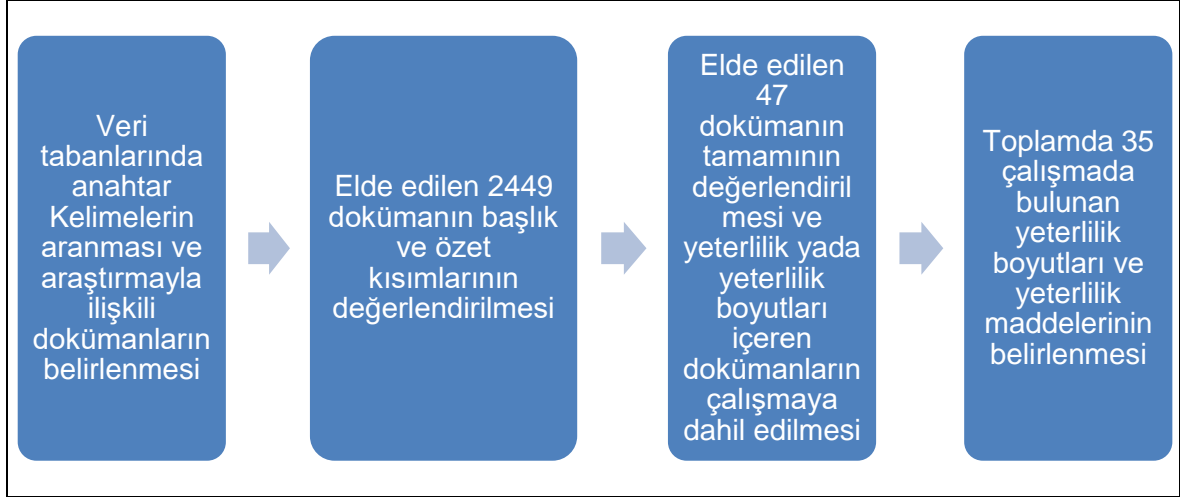 Veri
tabanlarında
anahtar
Kelimelerin
aranması ve
araştırmayla
ilişkili
dokümanların
belirlenmesi
Elde edilen 2449
dokümanın başlık
ve özet
kısımlarının
değerlendirilmesi
Elde edilen
47
dokümanın
tamamının
değerlendiril
mesi ve
yeterlilik yada
yeterlilik
boyutları
içeren
dokümanların
çalışmaya
dahil edilmesi
Toplamda 35
çalışmada
bulunan
yeterlilik
boyutları ve
yeterlilik
maddelerinin
belirlenmesi